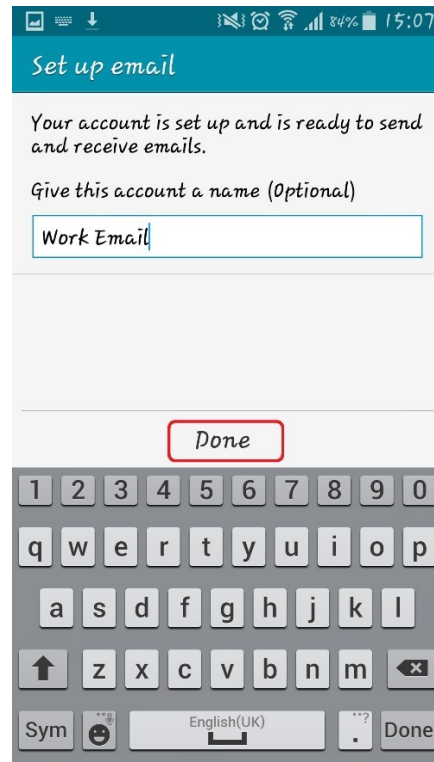 84% 15:07
Set up email
Your account is set up and is ready to send
and receive emails.
Give this account a name (Optional)
Work Email
Done
1 2 3 4 5 6 7 8 9 0
q w e r t y u i o p
a s d f g h j k l
z x c v b n m
Sym English(UK) ..? . Done